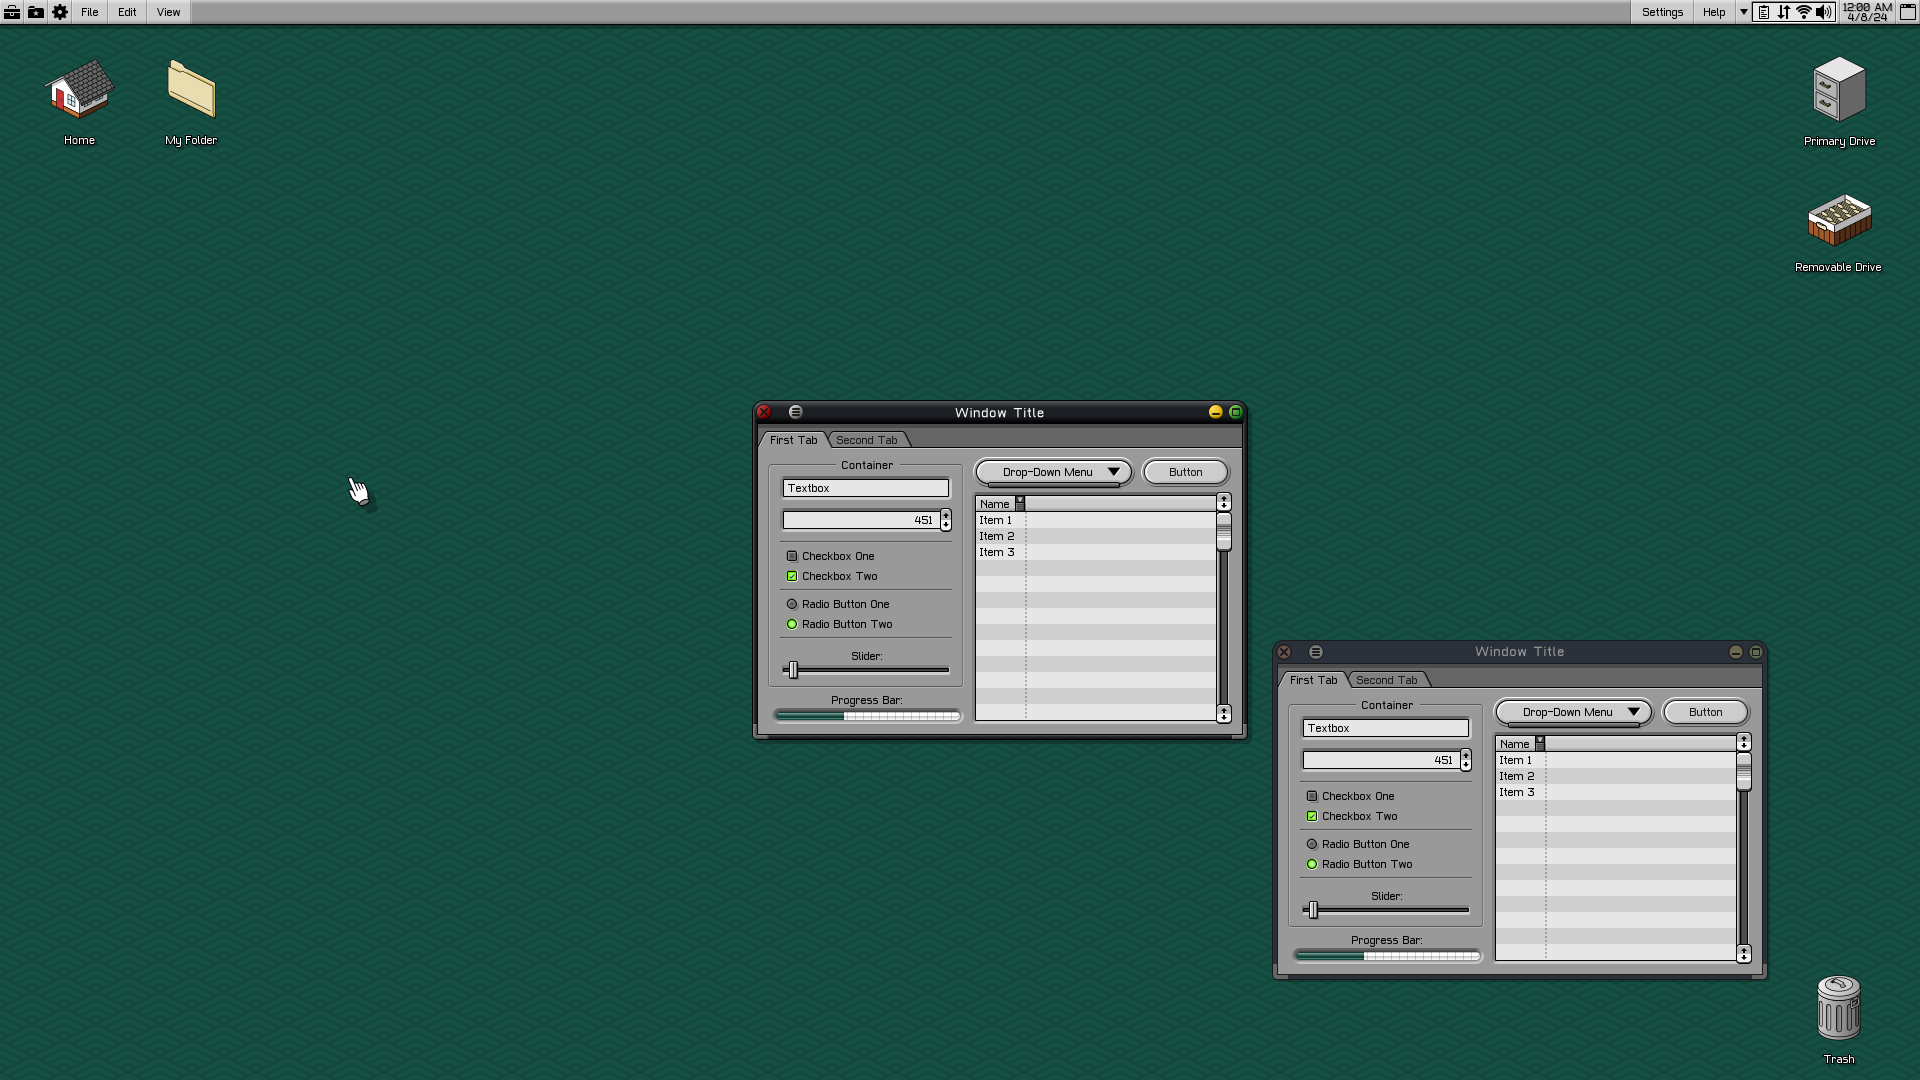 File Edit View
Settings Help 12:00 AM
4/8/24
Home
My Folder
Primary Drive
Removable Drive
Window Title
First Tab Second Tab
Container
Textbox
451
Checkbox One
Checkbox Two
Radio Button One
Radio Button Two
Slider:
Progress Bar:
Drop-Down Menu Button
Name
Item 1
Item 2
Item 3
Window Title
First Tab Second Tab
Container
Textbox
451
Checkbox One
Checkbox Two
Radio Button One
Radio Button Two
Slider:
Progress Bar:
Drop-Down Menu Button
Name
Item 1
Item 2
Item 3
Trash